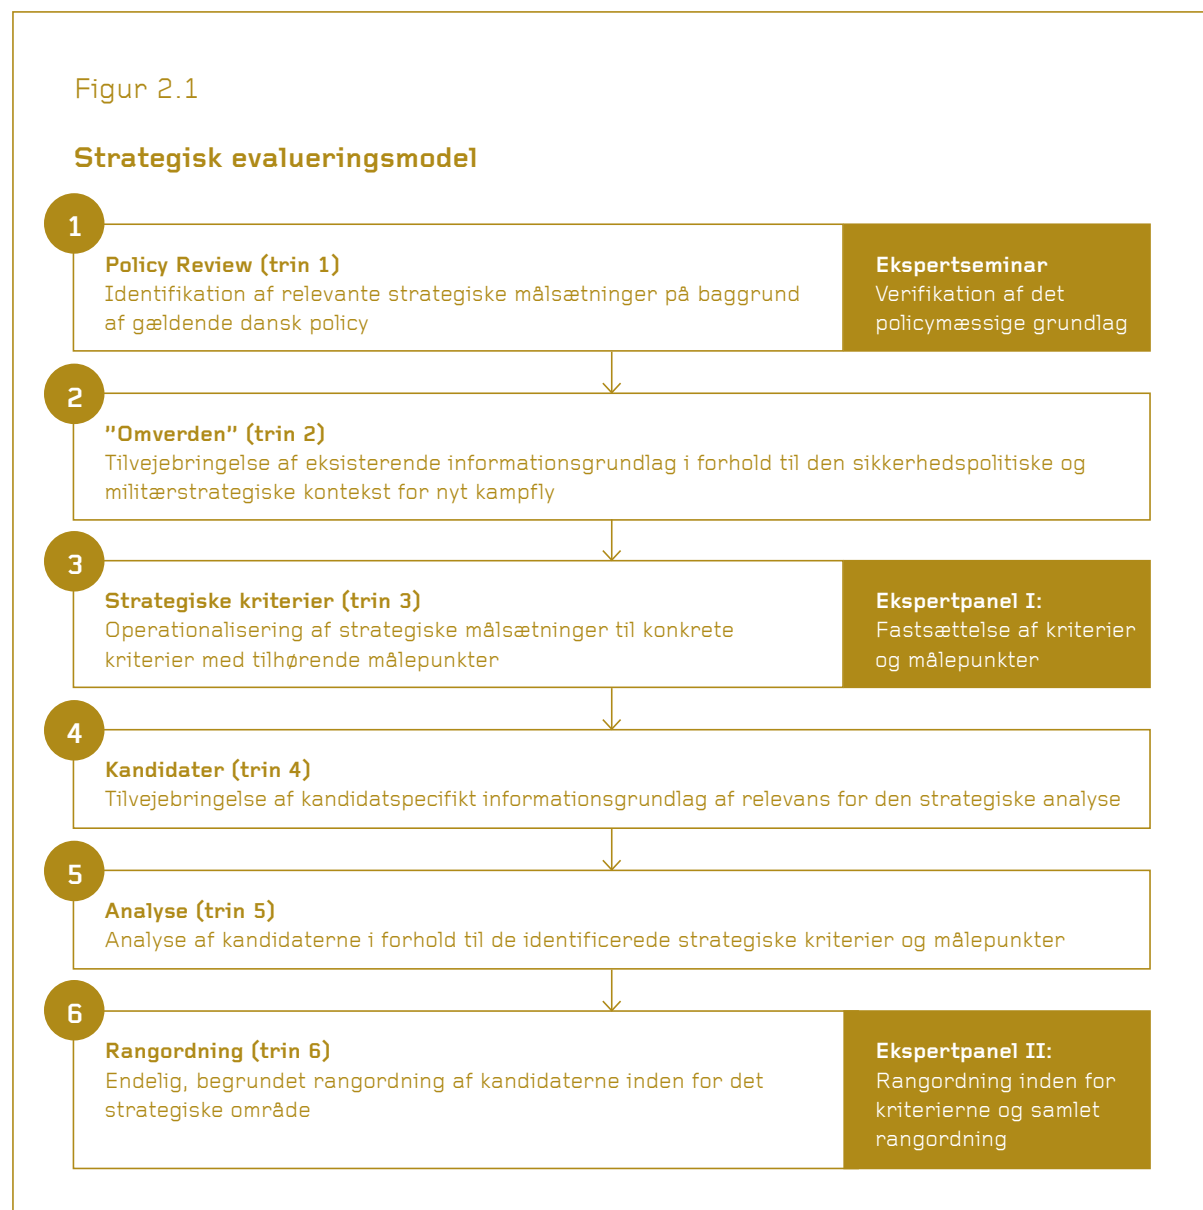 Figur 2.1
Strategisk evalueringsmodel
1
Policy Review (trin 1)
Identifikation af relevante strategiske målsætninger på baggrund
af gældende dansk policy
Ekspertseminar
Verifikation af det
policymæssige grundlag
2
"Omverden" (trin 2)
Tilvejebringelse af eksisterende informationsgrundlag i forhold til den sikkerhedspolitiske og
militærstrategiske kontekst for nyt kampfly
3
Strategiske kriterier (trin 3)
Operationalisering af strategiske målsætninger til konkrete
kriterier med tilhørende målepunkter
Ekspertpanel I:
Fastsættelse af kriterier
og målepunkter
4
Kandidater (trin 4)
Tilvejebringelse af kandidatspecifikt informationsgrundlag af relevans for den strategiske analyse
5
Analyse (trin 5)
Analyse af kandidaterne i forhold til de identificerede strategiske kriterier og målepunkter
6
Rangordning (trin 6)
Endelig, begrundet rangordning af kandidaterne inden for det
strategiske område
Ekspertpanel II:
Rangordning inden for
kriterierne og samlet
rangordning